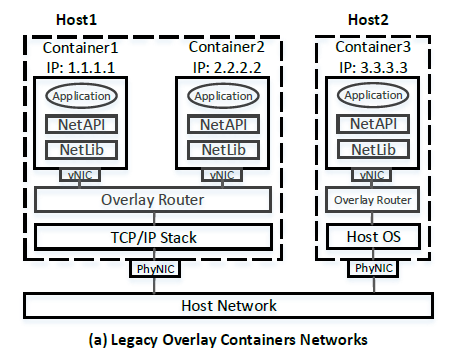 Host1
Host2
Container1
IP: 1.1.1.1
Container2
IP: 2.2.2.2
Container3
IP: 3.3.3.3
Application
Application
Application
NetAPI
NetAPI
NetAPI
NetLib
NetLib
NetLib
vNIC
vNIC
vNIC
Overlay Router
Overlay Router
TCP/IP Stack
Host OS
PhyNIC
PhyNIC
Host Network
(a) Legacy Overlay Containers Networks